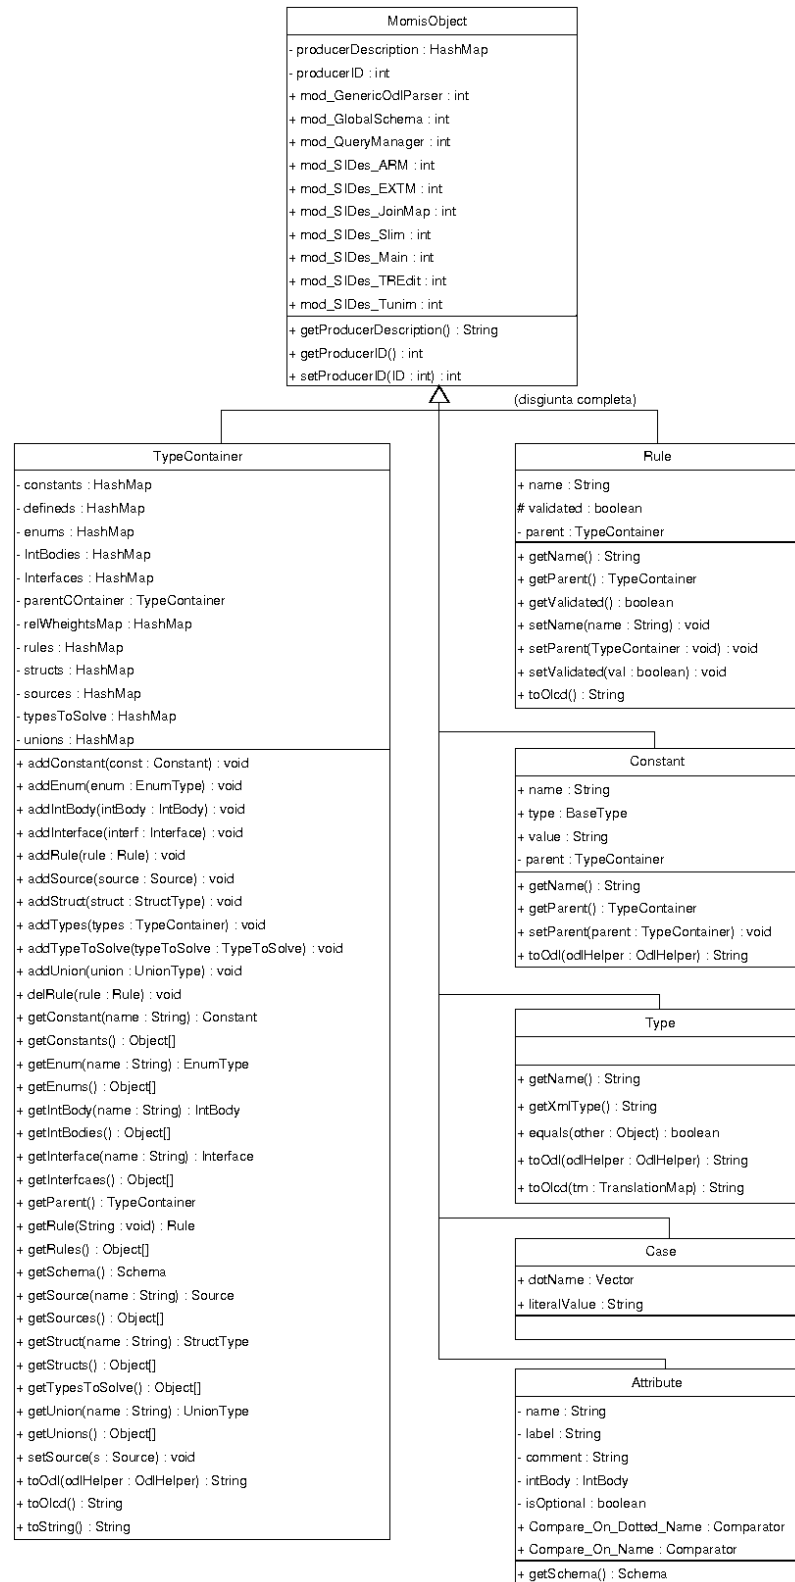 MomisObject
- producerDescription : HashMap
- producerID : int
+ mod_GenericOdlParser : int
+ mod_GlobalSchema : int
+ mod_QueryManager : int
+ mod_SIDes_ARM : int
+ mod_SIDes_EXTM : int
+ mod_SIDes_JoinMap : int
+ mod_SIDes_Slim : int
+ mod_SIDes_Main : int
+ mod_SIDes_TREdit : int
+ mod_SIDes_Tunim : int
+ getProducerDescription() : String
+ getProducerID() : int
+ setProducerID(ID : int) : int
(disgiunta completa)
TypeContainer
- constants : HashMap
- defineds : HashMap
- enums : HashMap
- IntBodies : HashMap
- Interfaces : HashMap
- parentCOntainer : TypeContainer
- relWheightsMap : HashMap
- rules : HashMap
- structs : HashMap
- sources : HashMap
- typesToSolve : HashMap
- unions : HashMap
+ addConstant(const : Constant) : void
+ addEnum(enum : EnumType) : void
+ addIntBody(intBody : IntBody) : void
+ addInterface(interf : Interface) : void
+ addRule(rule : Rule) : void
+ addSource(source : Source) : void
+ addStruct(struct : StructType) : void
+ addTypes(types : TypeContainer) : void
+ addTypeToSolve(typeToSolve : TypeToSolve) : void
+ addUnion(union : UnionType) : void
+ delRule(rule : Rule) : void
+ getConstant(name : String) : Constant
+ getConstants() : Object[]
+ getEnum(name : String) : EnumType
+ getEnums() : Object[]
+ getIntBody(name : String) : IntBody
+ getIntBodies() : Object[]
+ getInterface(name : String) : Interface
+ getInterfcaes() : Object[]
+ getParent() : TypeContainer
+ getRule(String : void) : Rule
+ getRules() : Object[]
+ getSchema() : Schema
+ getSource(name : String) : Source
+ getSources() : Object[]
+ getStruct(name : String) : StructType
+ getStructs() : Object[]
+ getTypesToSolve() : Object[]
+ getUnion(name : String) : UnionType
+ getUnions() : Object[]
+ setSource(s : Source) : void
+ toOdl(odlHelper : OdlHelper) : String
+ toOlcd() : String
+ toString() : String
Rule
+ name : String
# validated : boolean
- parent : TypeContainer
+ getName() : String
+ getParent() : TypeContainer
+ getValidated() : boolean
+ setName(name : String) : void
+ setParent(TypeContainer : void) : void
+ setValidated(val : boolean) : void
+ toOlcd() : String
Constant
+ name : String
+ type : BaseType
+ value : String
- parent : TypeContainer
+ getName() : String
+ getParent() : TypeContainer
+ setParent(parent : TypeContainer) : void
+ toOdl(odlHelper : OdlHelper) : String
Type
+ getName() : String
+ getXmlType() : String
+ equals(other : Object) : boolean
+ toOdl(odlHelper : OdlHelper) : String
+ toOlcd(tm : TranslationMap) : String
Case
+ dotName : Vector
+ literalValue : String
Attribute
- name : String
- label : String
- comment : String
- intBody : IntBody
- isOptional : boolean
+ Compare_On_Dotted_Name : Comparator
+ Compare_On_Name : Comparator
+ getSchema() : Schema